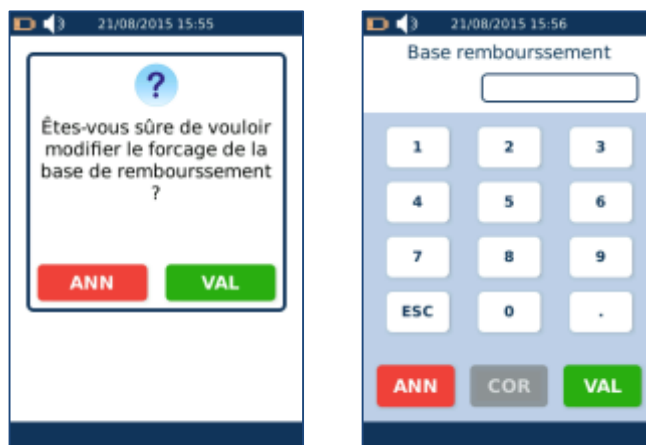 21/08/2015 15:55
?
Êtes-vous sûre de vouloir
modifier le forcage de la
base de rembourssement
?
ANN VAL
21/08/2015 15:56
Base rembourssement
1 2 3
4 5 6
7 8 9
ESC 0 .
ANN COR VAL